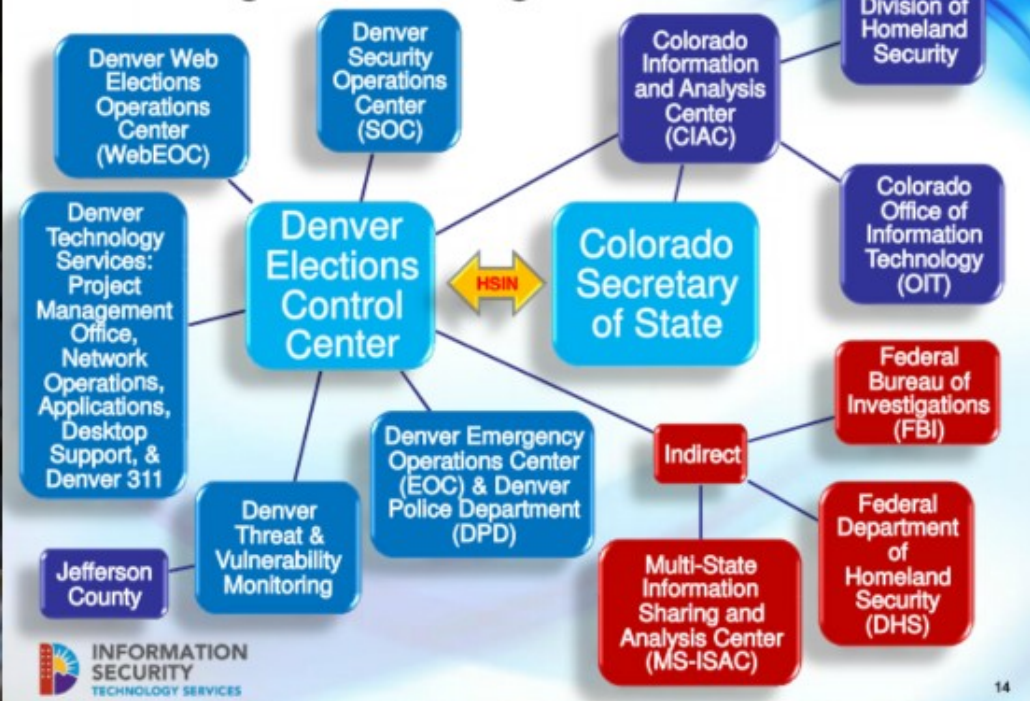 Denver Web
Elections
Operations
Center
(WebEOC)
Denver
Security
Operations
Center
(SOC)
Colorado
Information
and Analysis
Center
(CIAC)
Division of
Homeland
Security
Denver
Technology
Services:
Project
Management
Office,
Network
Operations,
Applications,
Desktop
Support, &
Denver 311
Denver
Elections
Control
Center
HSIN
Colorado
Secretary
of State
Colorado
Office of
Information
Technology
(OIT)
Federal
Bureau of
Investigations
(FBI)
Indirect
Denver Emergency
Operations Center
(EOC) & Denver
Police Department
(DPD)
Denver
Threat &
Vulnerability
Monitoring
Jefferson
County
Multi-State
Information
Sharing and
Analysis Center
(MS-ISAC)
Federal
Department
of
Homeland
Security
(DHS)
INFORMATION
SECURITY
TECHNOLOGY SERVICES
14